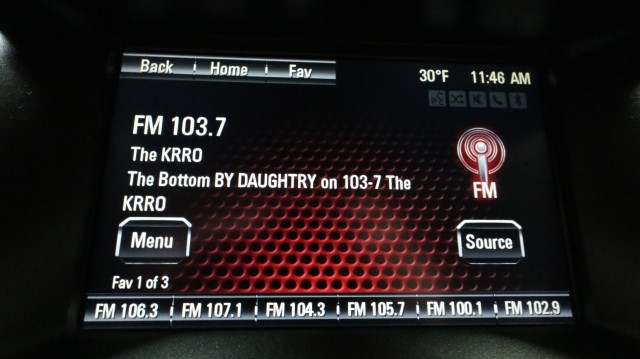 Back Home Fav
30°F 11:46 AM
FM 103.7
The KRRO
The Bottom BY DAUGHTRY on 103-7 The
KRRO
FM
Menu Source
Fav 1 of 3
FM 106.3 FM 107.1 FM 104.3 FM 105.7 FM 100.1 FM 102.9